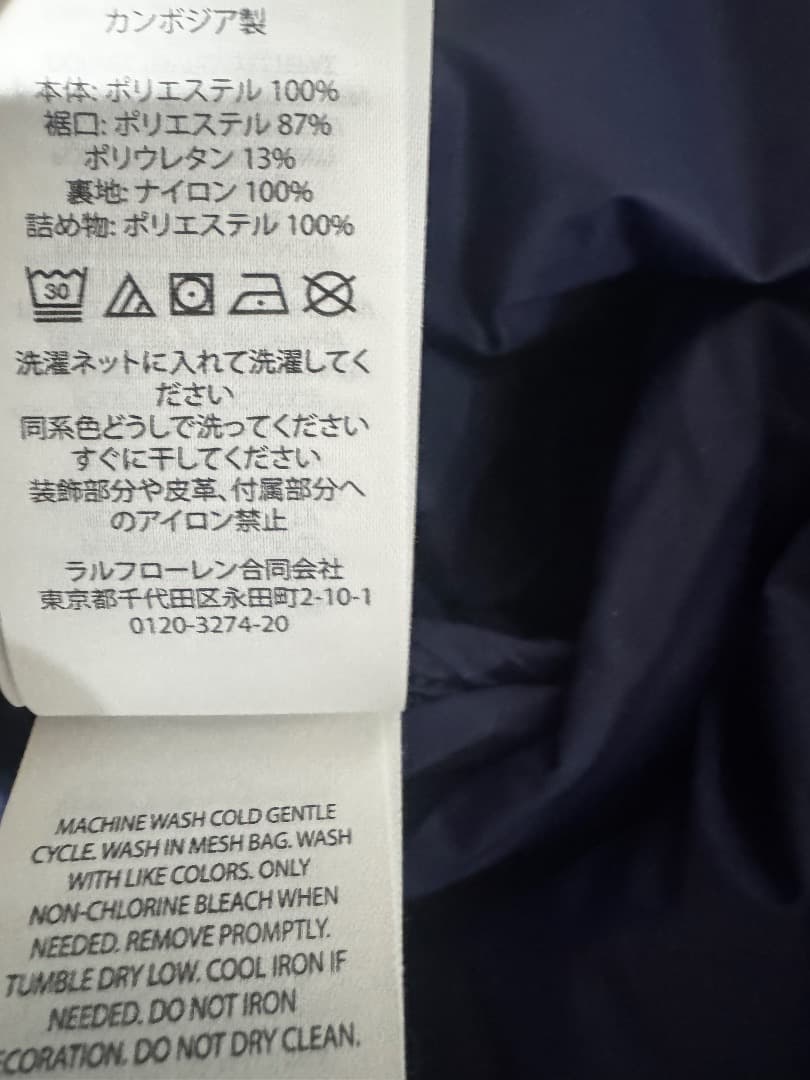 カンボジア製
本体: ポリエステル 100%
裾口: ポリエステル 87%
ポリウレタン 13%
裏地: ナイロン 100%
詰め物: ポリエステル 100%
30
洗濯ネットに入れて洗濯してく
ださい
同系色どうしで洗ってください
すぐに干してください
装飾部分や皮革、付属部分へ
のアイロン禁止
ラルフローレン合同会社
東京都千代田区永田町2-10-1
0120-3274-20
MACHINE WASH COLD GENTLE
CYCLE. WASH IN MESH BAG. WASH
WITH LIKE COLORS. ONLY
NON-CHLORINE BLEACH WHEN
NEEDED. REMOVE PROMPTLY.
TUMBLE DRY LOW. COOL IRON IF
NEEDED. DO NOT IRON
ECORATION. DO NOT DRY CLEAN.